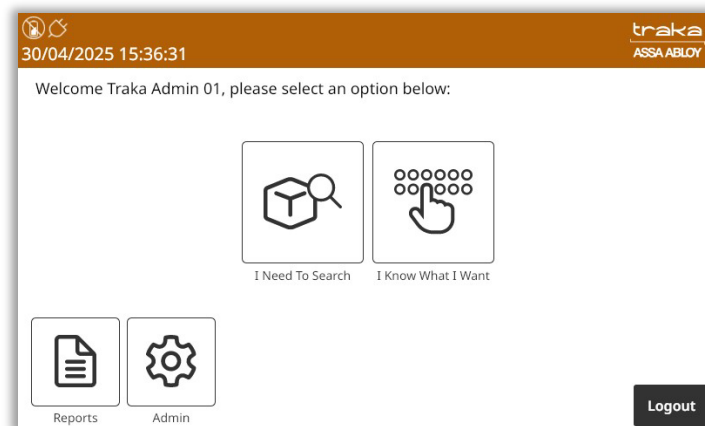 traka
30/04/2025 15:36:31
ASSA ABLOY
Welcome Traka Admin 01, please select an option below:
I Need To Search
I Know What I Want
Reports
Admin
Logout